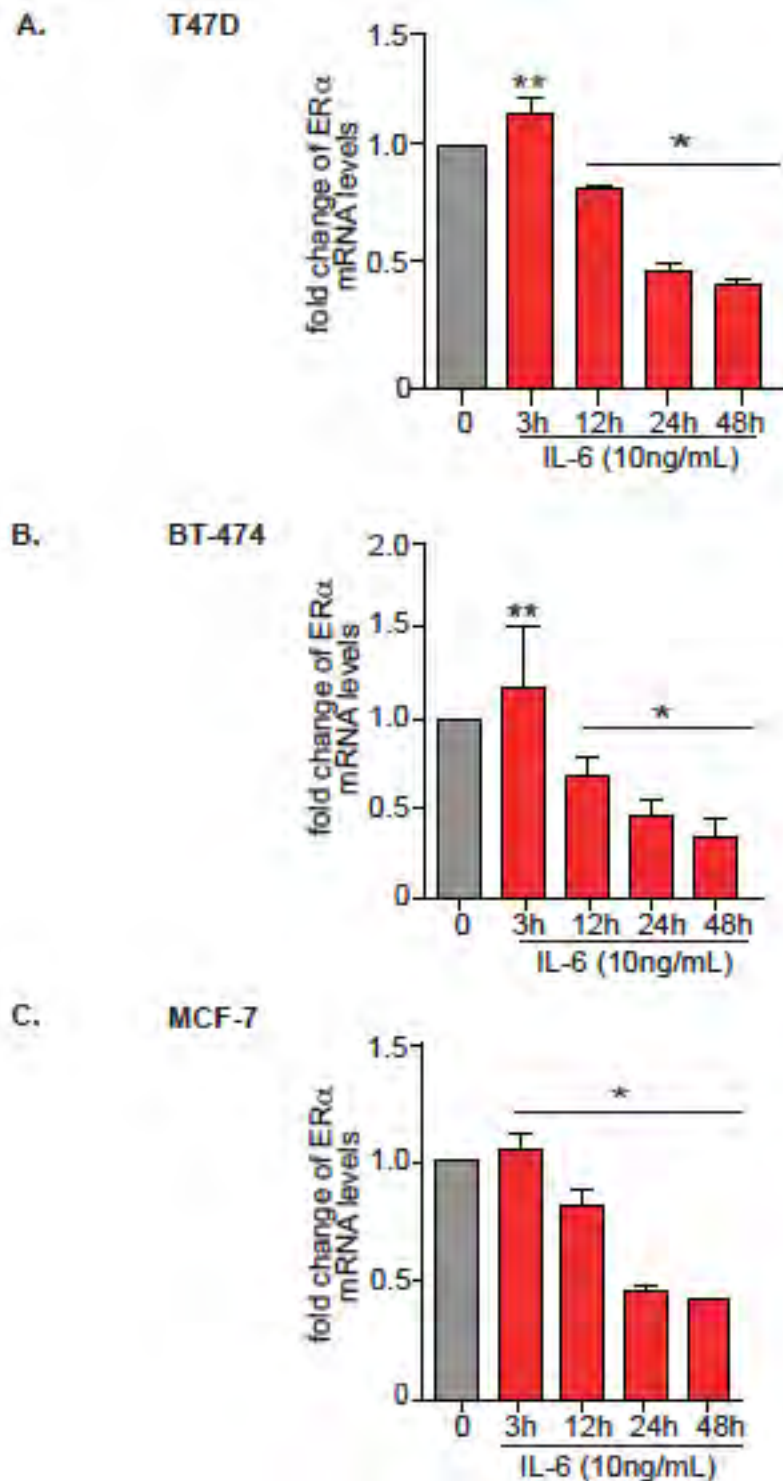 A. T47D
fold change of ERα
mRNA levels
1.5
1.0
0.5
0
**
*
0 3h 12h 24h 48h
IL-6 (10ng/mL)
B. BT-474
fold change of ERα
mRNA levels
2.0
1.5
1.0
0.5
0
**
*
0 3h 12h 24h 48h
IL-6 (10ng/mL)
C. MCF-7
fold change of ERα
mRNA levels
1.5
1.0
0.5
0
*
0 3h 12h 24h 48h
IL-6 (10ng/mL)